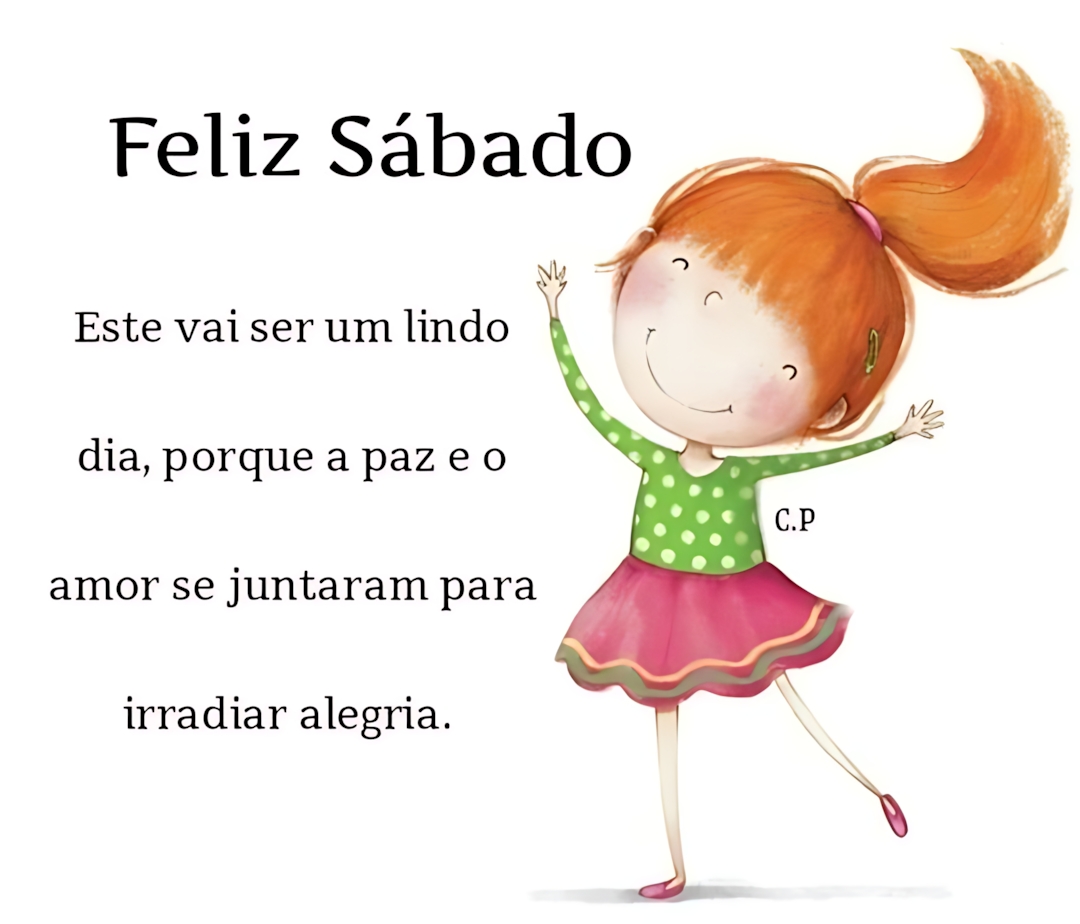 Feliz Sábado
Este vai ser um lindo
dia, porque a paz e o
amor se juntaram para
irradiar alegria.
C.P